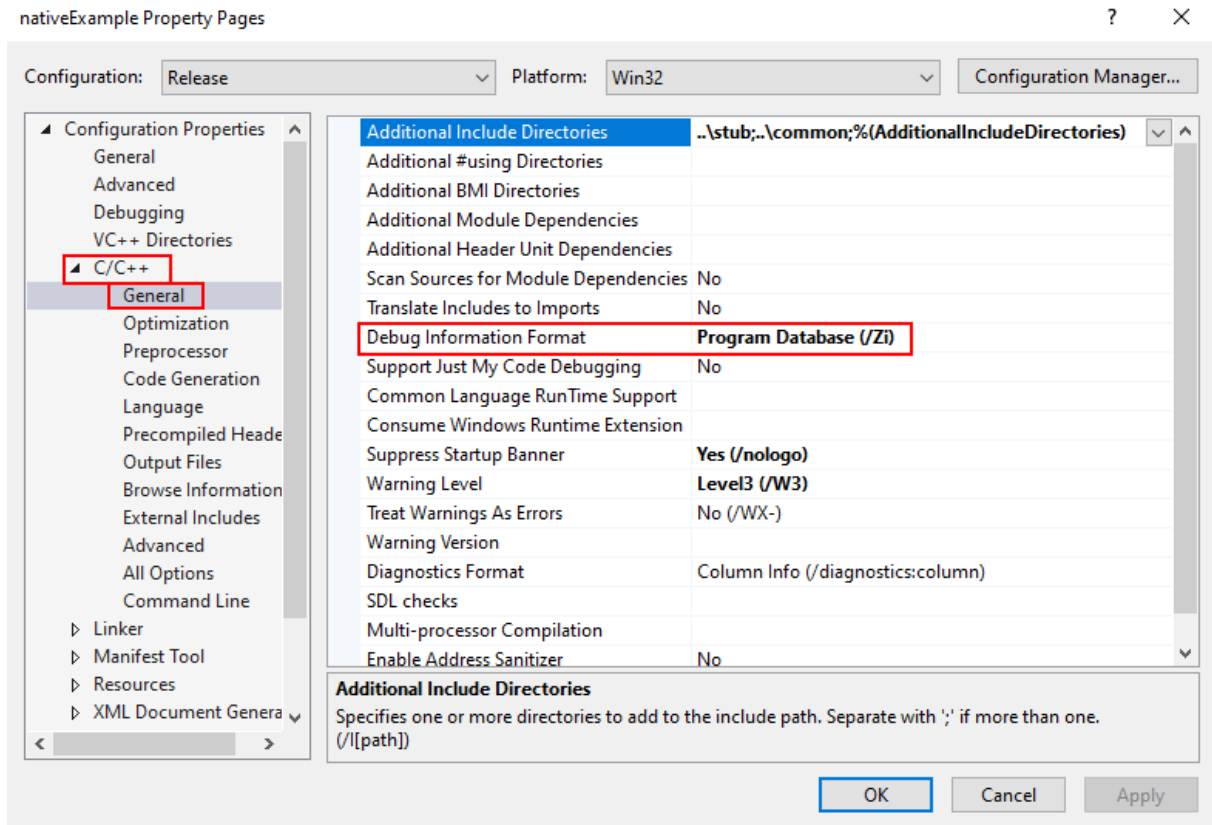 nativeExample Property Pages
?
Configuration: Release Platform: Win32 Configuration Manager...
Configuration Properties
General
Advanced
Debugging
VC++ Directories
C/C++
General
Optimization
Preprocessor
Code Generation
Language
Precompiled Heade
Output Files
Browse Information
External Includes
Advanced
All Options
Command Line
Linker
Manifest Tool
Resources
XML Document Genera
Additional Include Directories ..\stub;..\common;%(AdditionalIncludeDirectories)
Additional #using Directories
Additional BMI Directories
Additional Module Dependencies
Additional Header Unit Dependencies
Scan Sources for Module Dependencies No
Translate Includes to Imports No
Debug Information Format Program Database (/Zi)
Support Just My Code Debugging No
Common Language RunTime Support
Consume Windows Runtime Extension
Suppress Startup Banner Yes (/nologo)
Warning Level Level3 (/W3)
Treat Warnings As Errors No (/WX-)
Warning Version
Diagnostics Format Column Info (/diagnostics:column)
SDL checks
Multi-processor Compilation
Enable Address Sanitizer No
Additional Include Directories
Specifies one or more directories to add to the include path. Separate with ';' if more than one.
(/I[path])
OK Cancel Apply